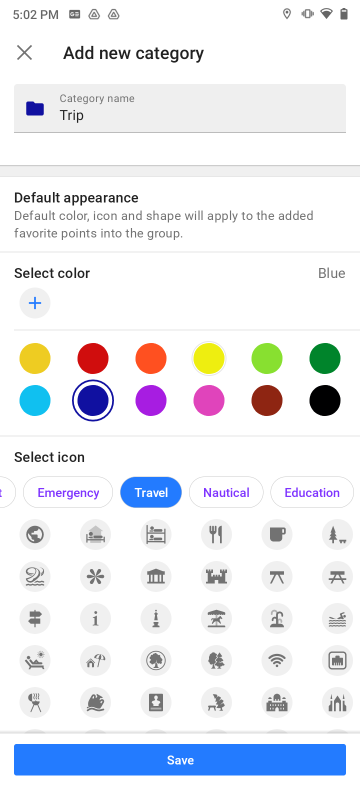 5:02 PM
Add new category
Category name
Trip
Default appearance
Default color, icon and shape will apply to the added
favorite points into the group.
Select color
Blue
Select icon
Emergency
Travel
Nautical
Education
Save